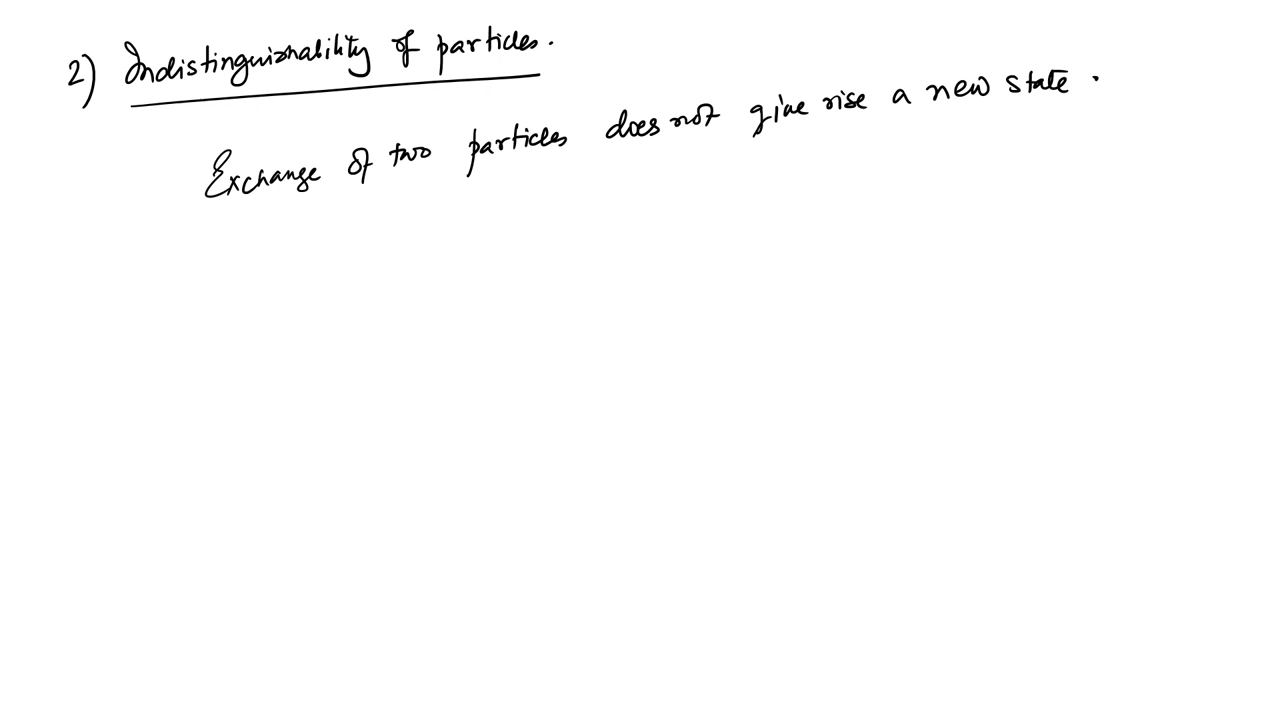 2) Indistinguishability of particles.
Exchange of two particles does not give rise a new state.